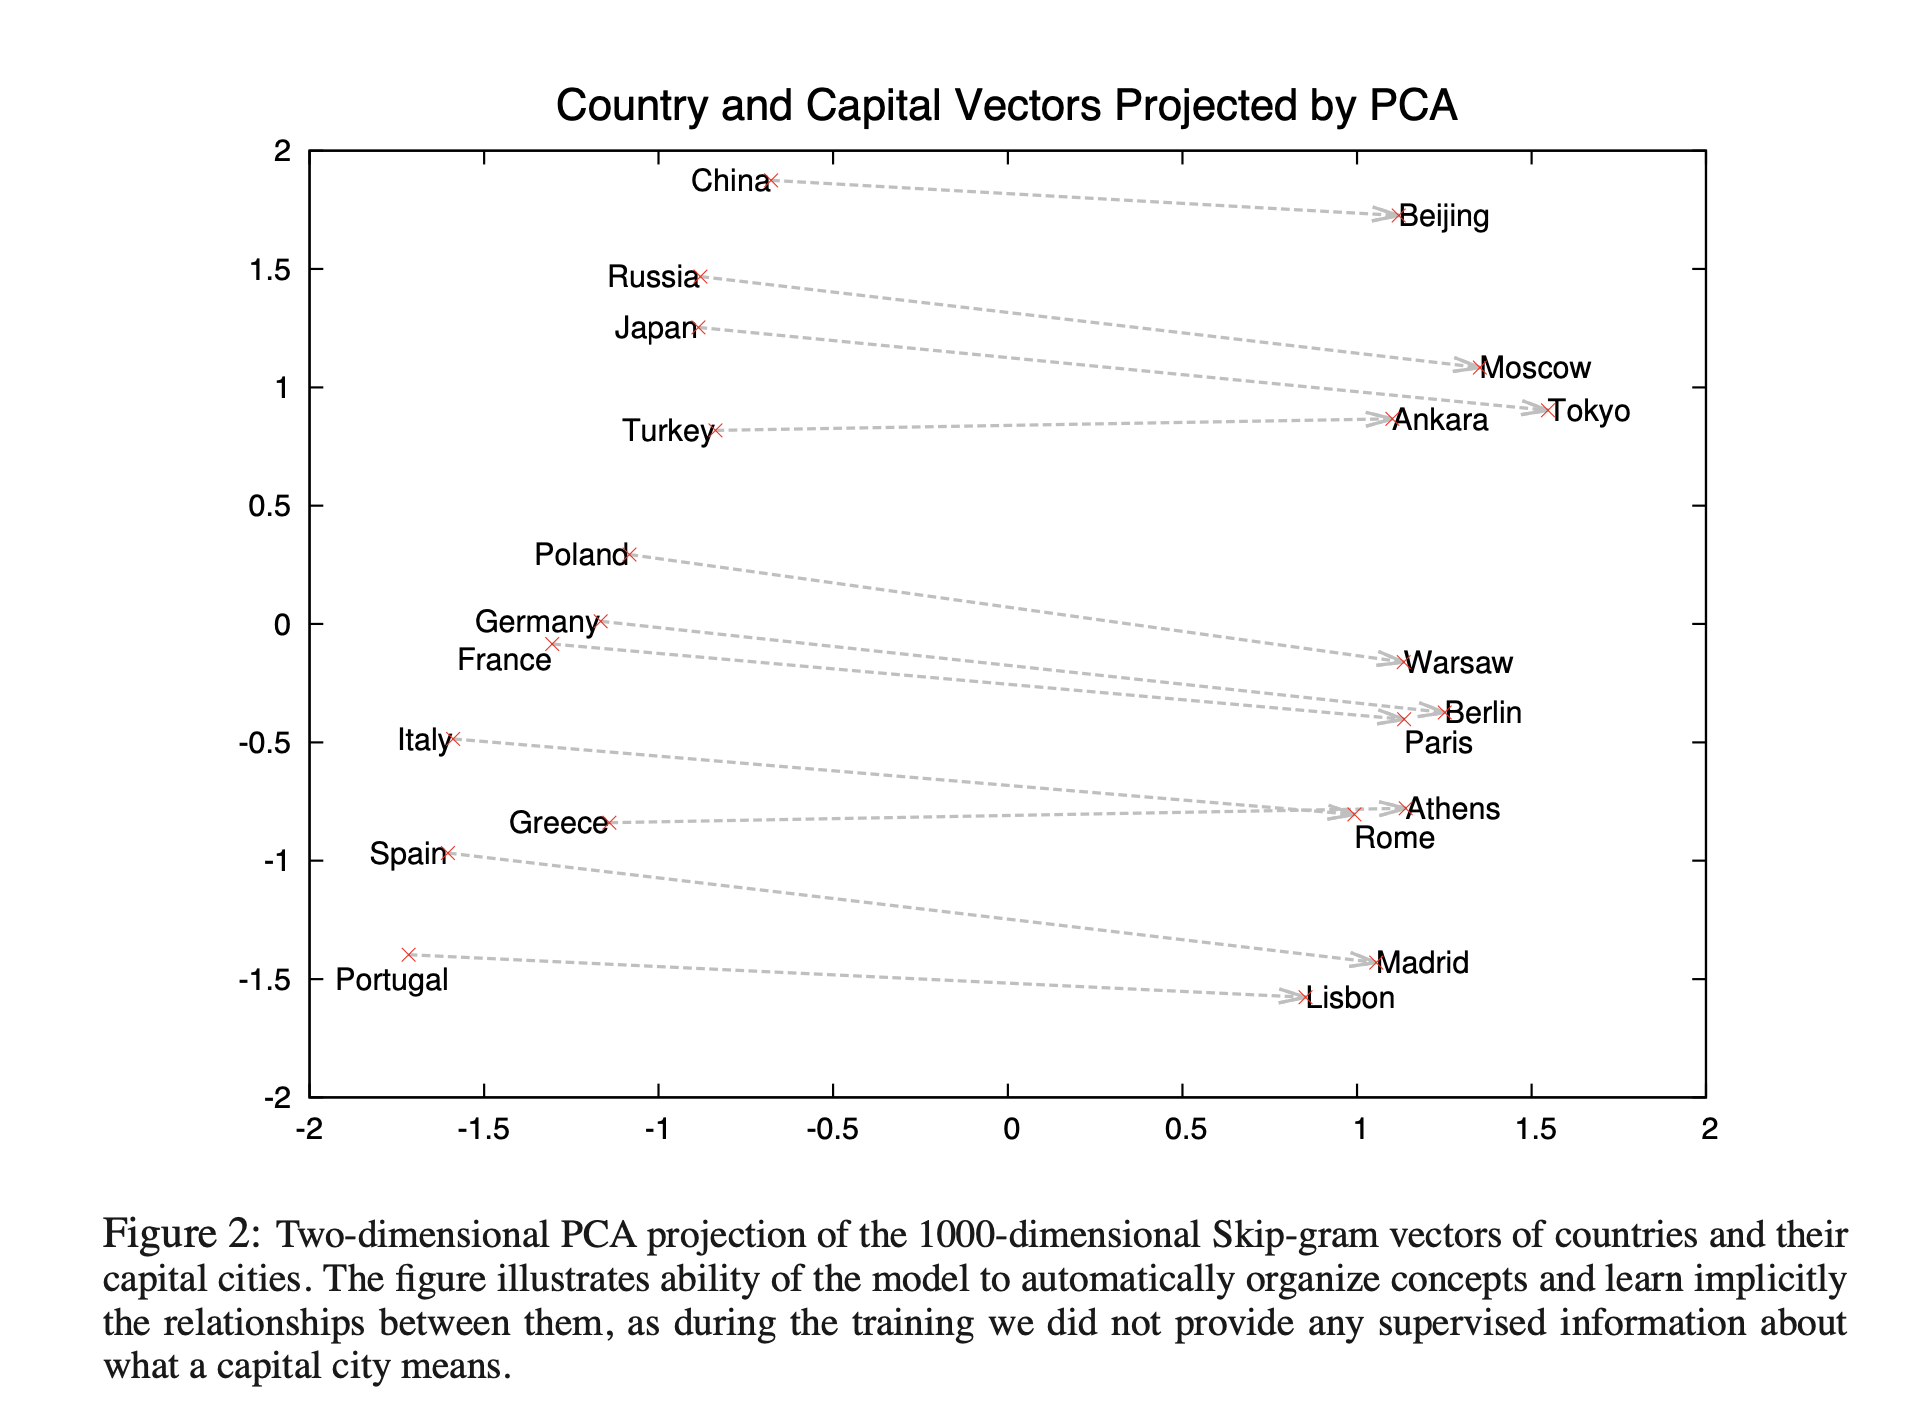 Country and Capital Vectors Projected by PCA
2
China
Beijing
1.5
Russia
Japan
Moscow
1
Tokyo
Ankara
Turkey
0.5
Poland
Germany
0
France
Warsaw
Berlin
Italy
-0.5
Paris
Athens
Greece
Rome
Spain
-1
Madrid
Portugal
-1.5
Lisbon
-2
-2
-1.5
-1
-0.5
0
0.5
1
1.5
2
Figure 2: Two-dimensional PCA projection of the 1000-dimensional Skip-gram vectors of countries and their
capital cities. The figure illustrates ability of the model to automatically organize concepts and learn implicitly
the relationships between them, as during the training we did not provide any supervised information about
what a capital city means.